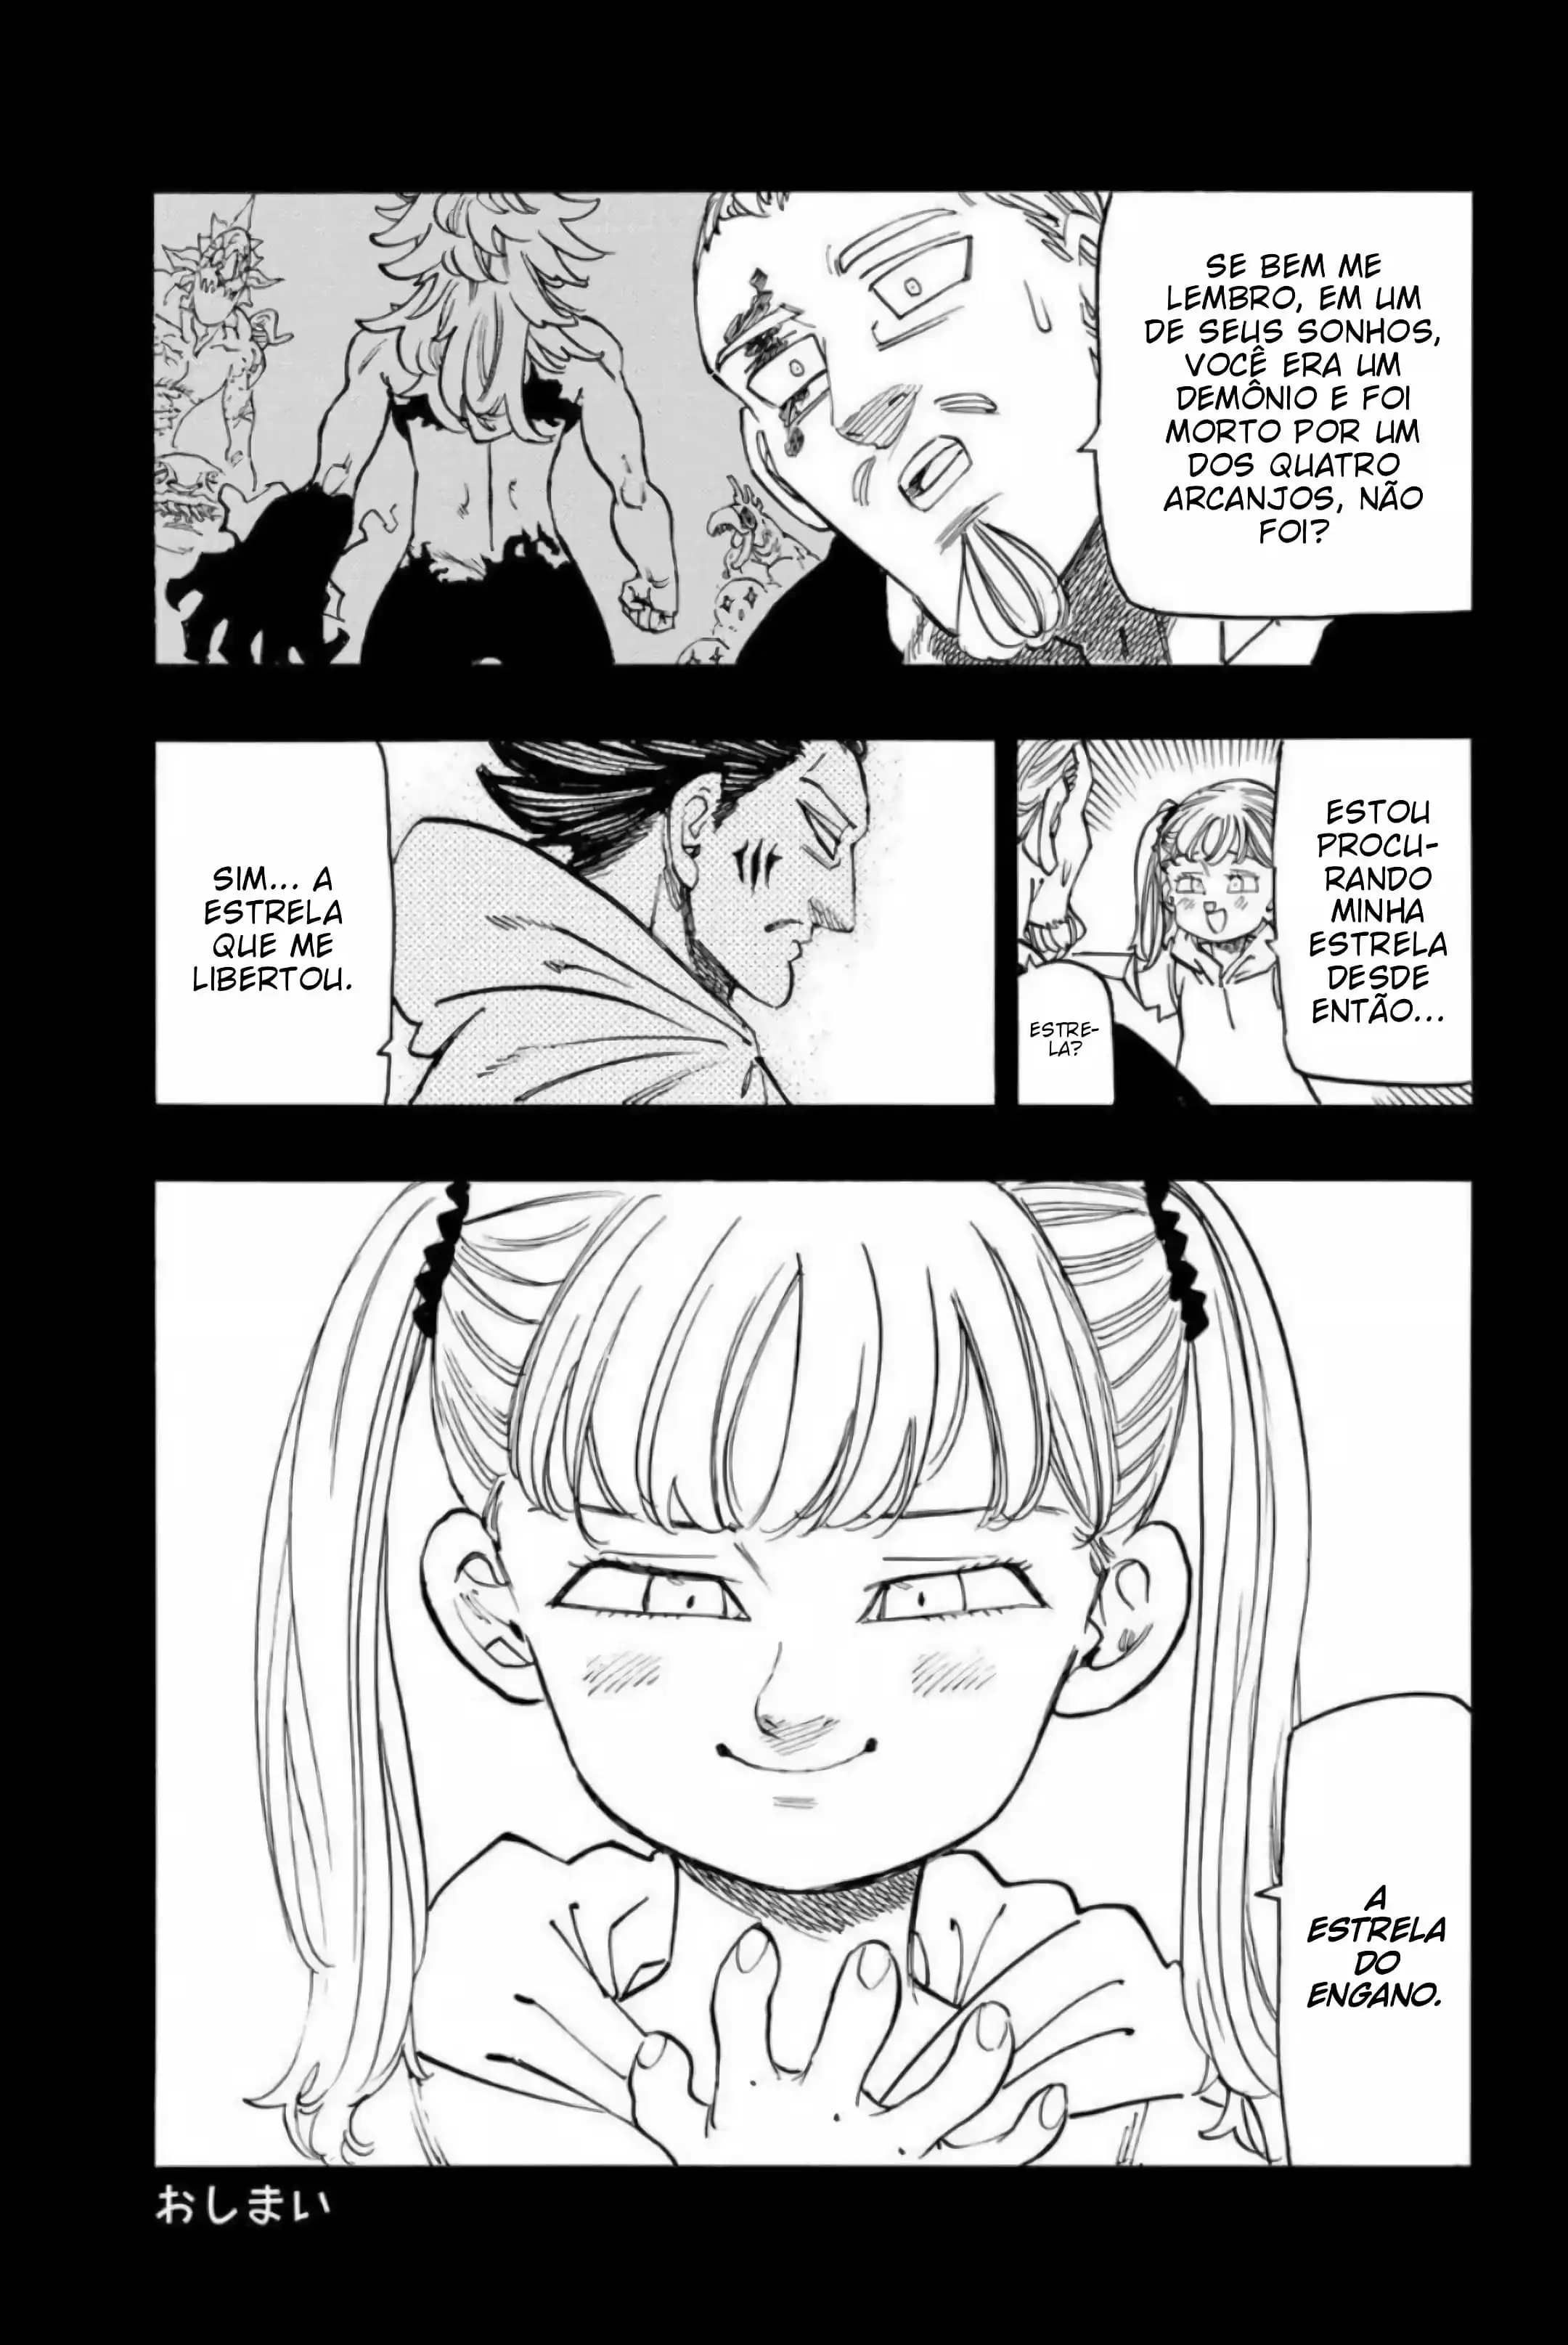 SE BEM ME
LEMBRO, EM UM
DE SEUS SONHOS,
VOCÊ ERA UM
DEMÔNIO E FOI
MORTO POR UM
DOS QUATRO
ARCANJOS, NÃO
FOI?
ESTOU
PROCU-
RANDO
MINHA
ESTRELA
DESDE
ENTÃO...
ESTRE-
LA?
SIM... A
ESTRELA
QUE ME
LIBERTOU.
A
ESTRELA
DO
ENGANO.
おしまい